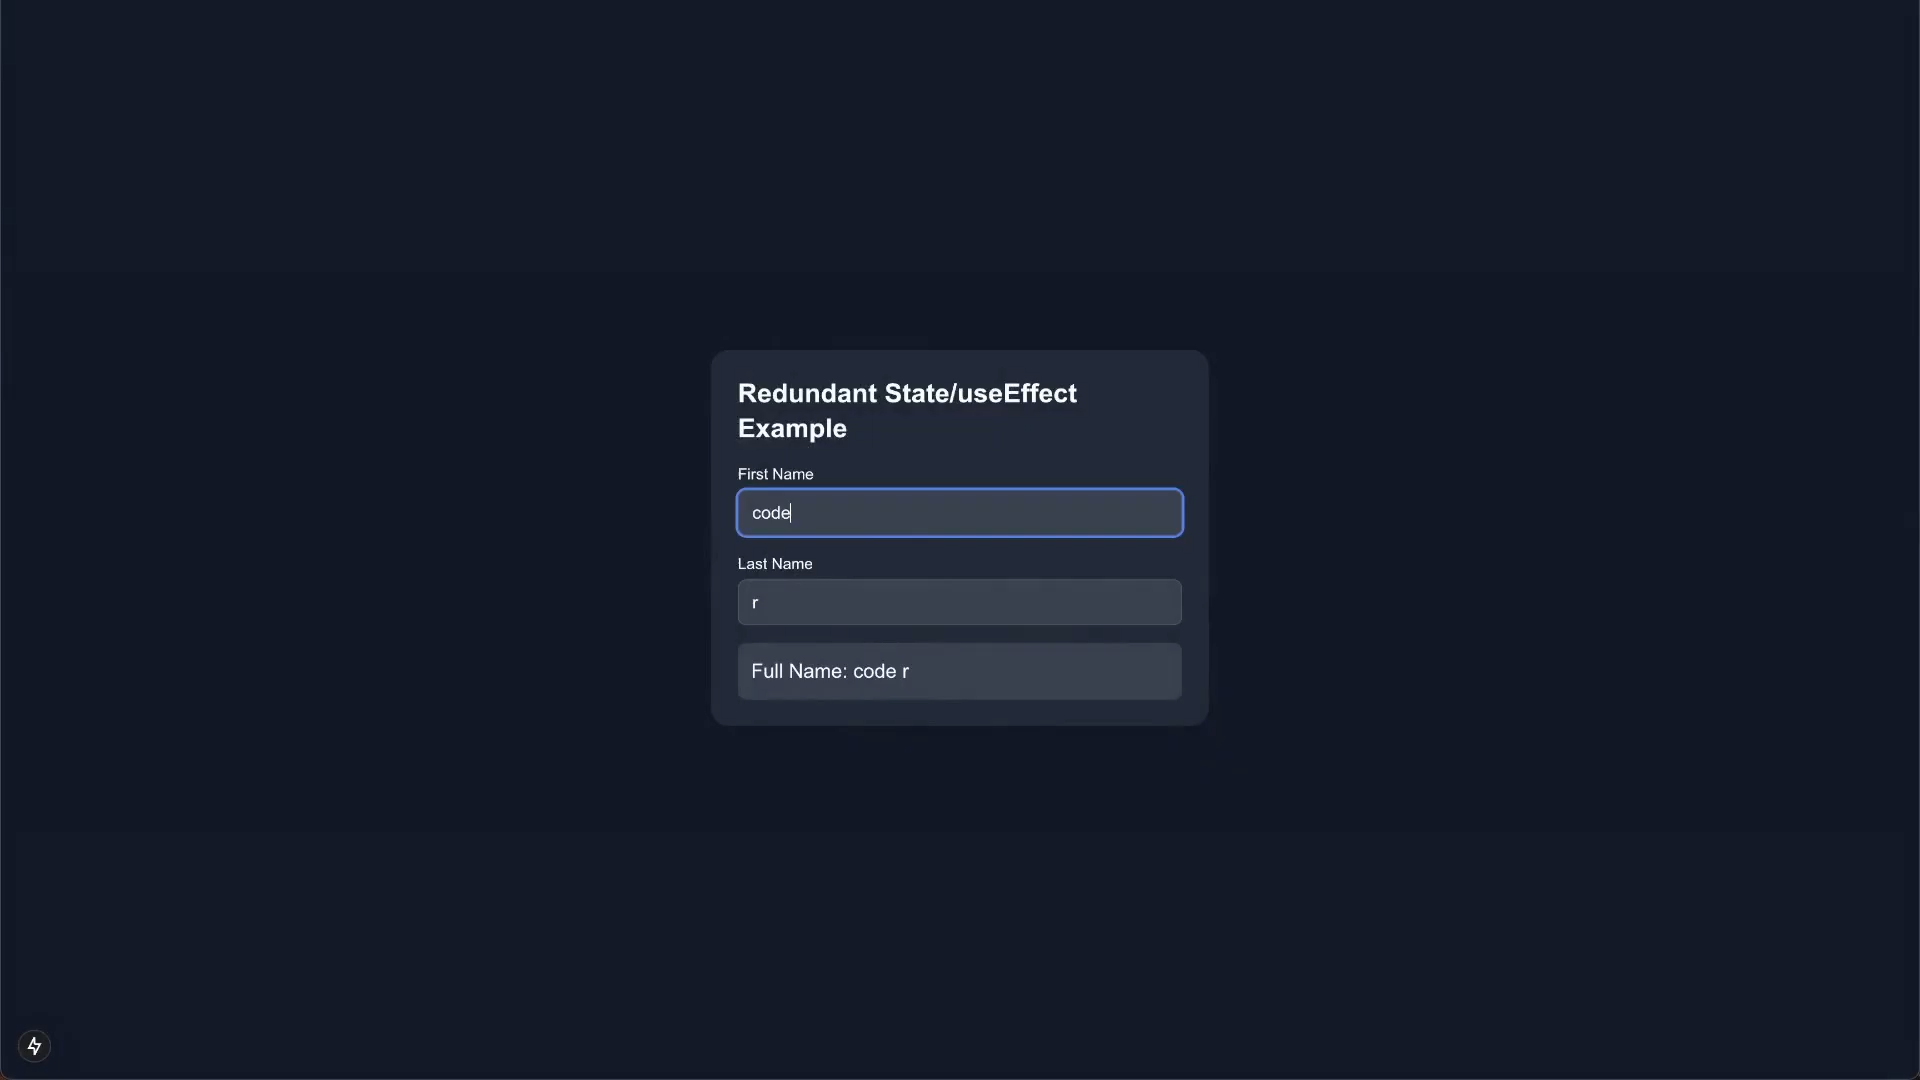 Redundant State/useEffect
Example
First Name
code
Last Name
r
Full Name: code r